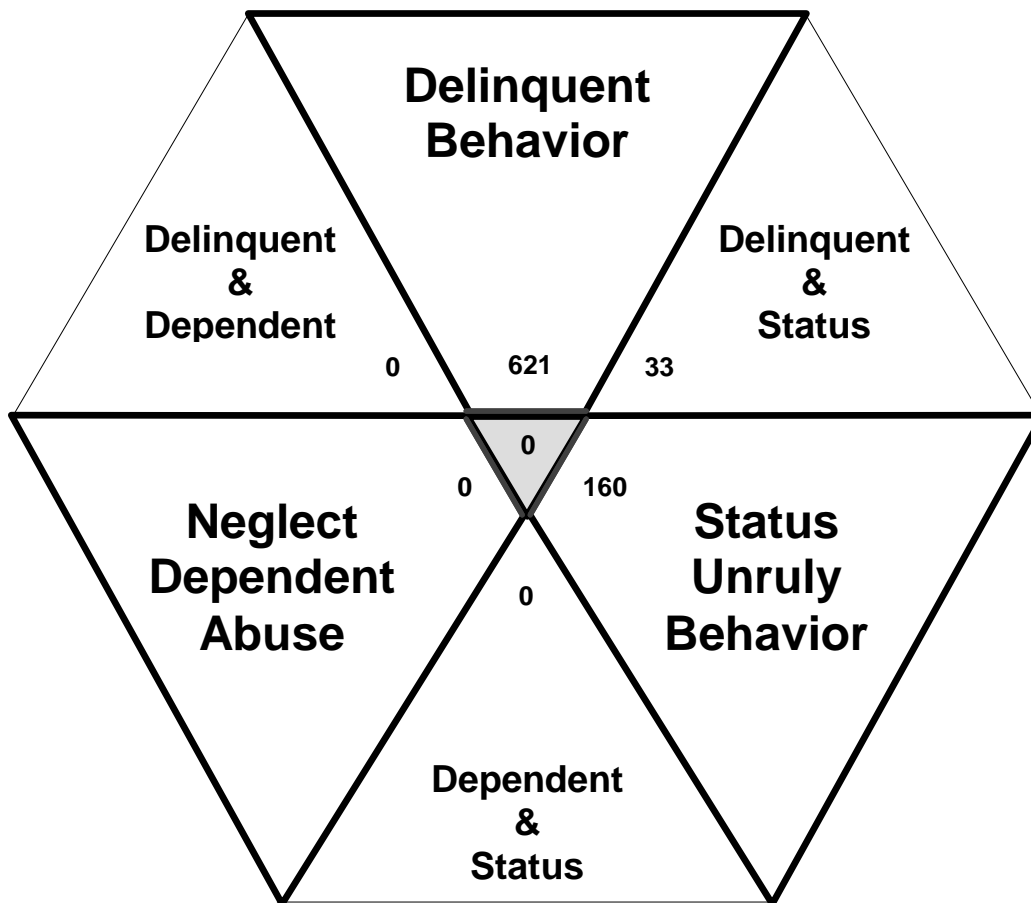 Delinquent
Behavior
Delinquent
&
Dependent
Delinquent
&
Status
0
621
33
0
0
160
Neglect
Dependent
Abuse
Status
Unruly
Behavior
0
Dependent
&
Status